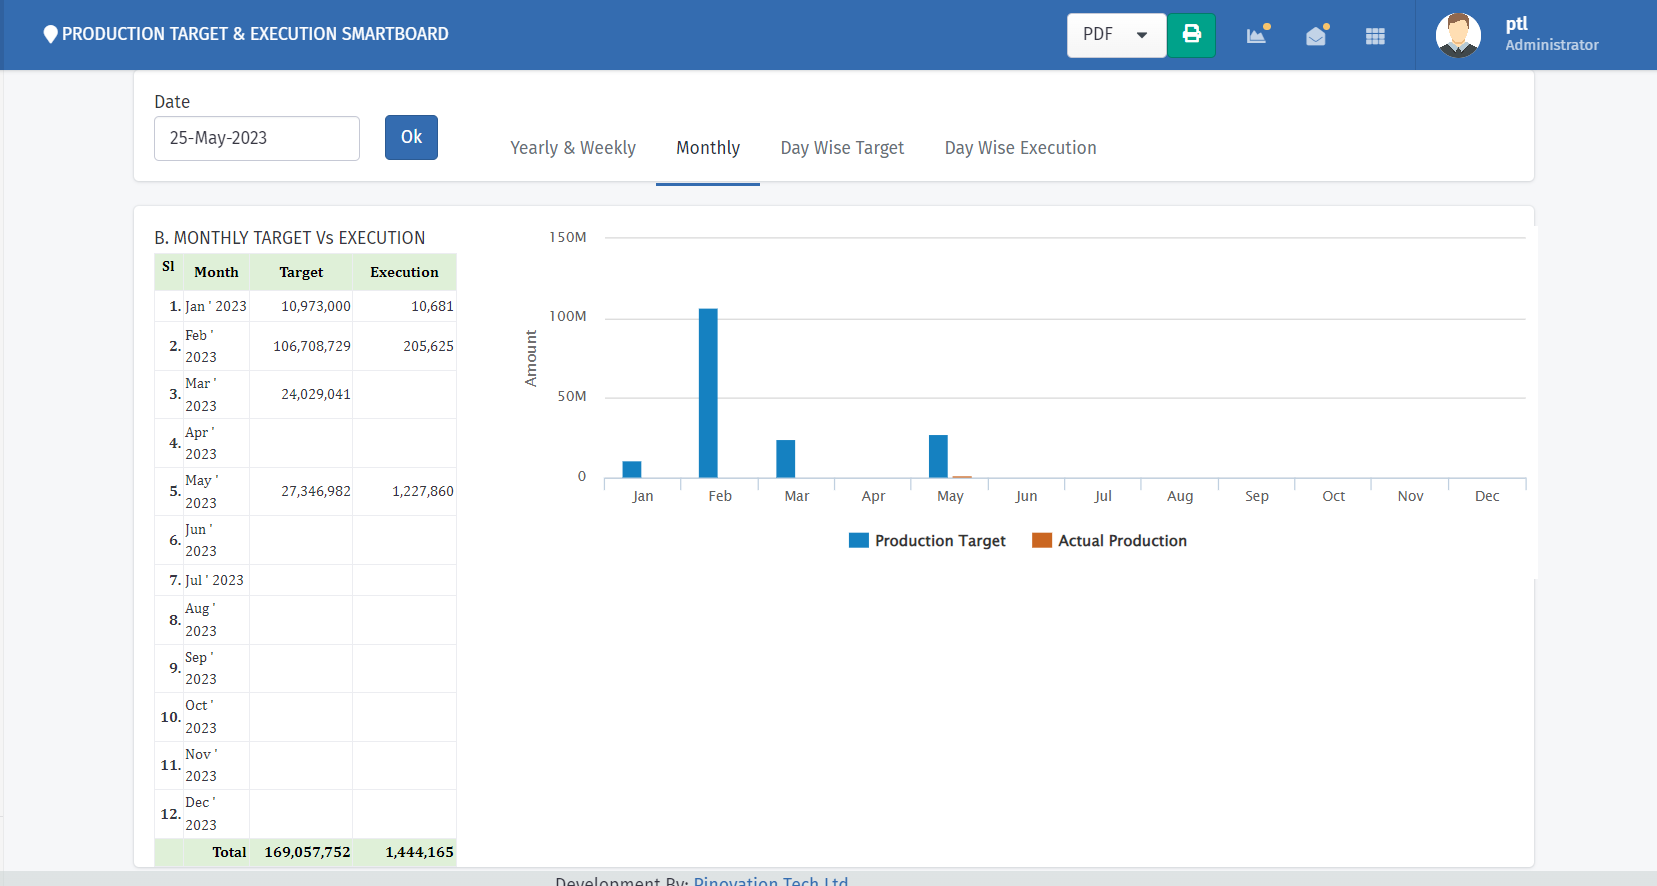 PRODUCTION TARGET & EXECUTION SMARTBOARD
PDF
ptl
Administrator
Date
25-May-2023
Ok
Yearly & Weekly
Monthly
Day Wise Target
Day Wise Execution
B. MONTHLY TARGET Vs EXECUTION
Sl Month Target Execution
1. Jan ' 2023 10,973,000 10,681
2. Feb ' 2023 106,708,729 205,625
3. Mar ' 2023 24,029,041
4. Apr ' 2023
5. May ' 2023 27,346,982 1,227,860
6. Jun ' 2023
7. Jul ' 2023
8. Aug ' 2023
9. Sep ' 2023
10. Oct ' 2023
11. Nov ' 2023
12. Dec ' 2023
Total 169,057,752 1,444,165
Amount
150M
100M
50M
0
Jan Feb Mar Apr May Jun Jul Aug Sep Oct Nov Dec
Production Target
Actual Production
Development By: Pinovation Tech Ltd